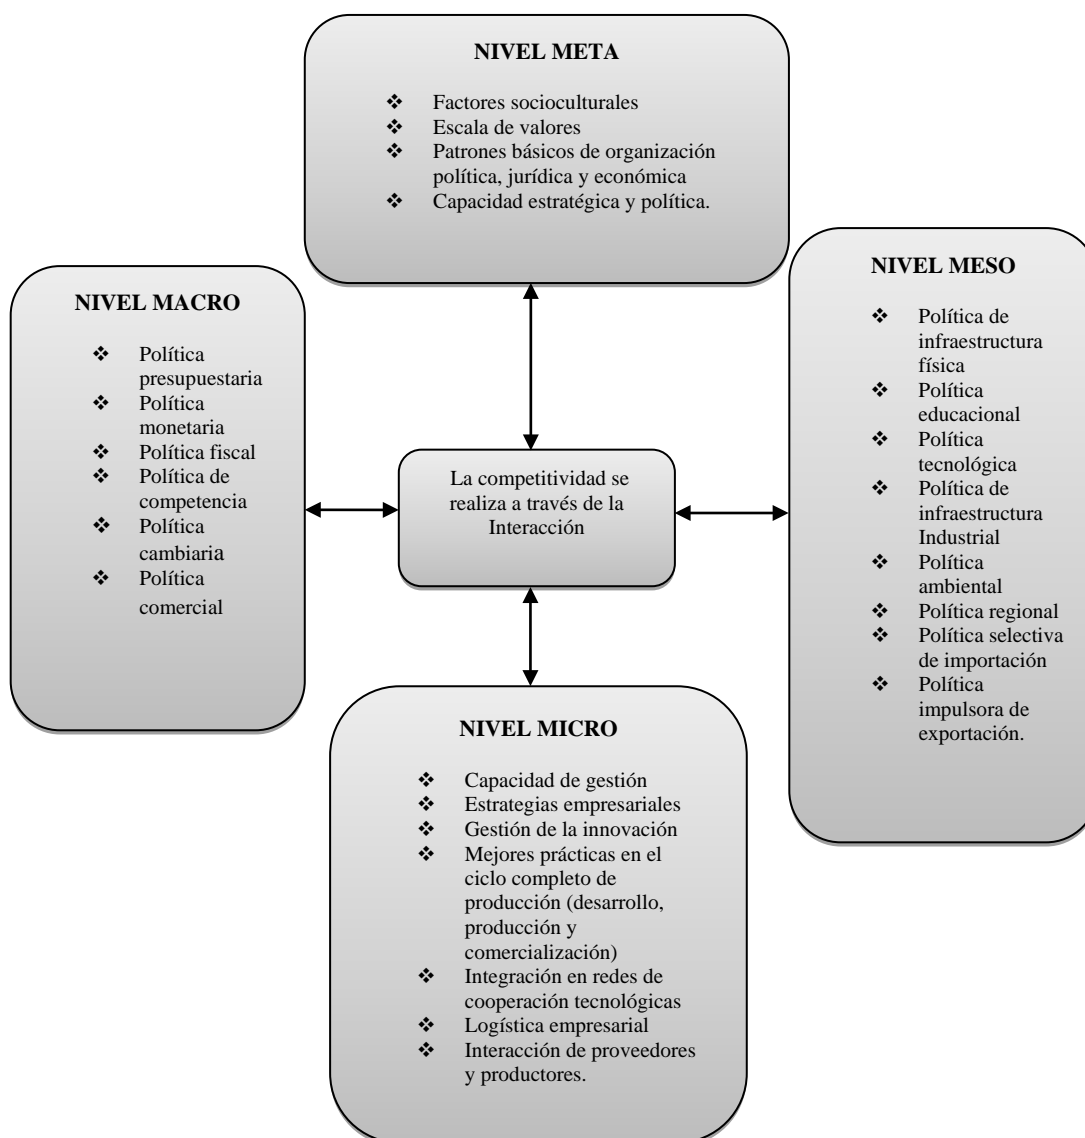 NIVEL META
❖ Factores socioculturales
❖ Escala de valores
❖ Patrones básicos de organización
política, jurídica y económica
❖ Capacidad estratégica y política.
NIVEL MACRO
❖ Política
presupuestaria
❖ Política
monetaria
❖ Política fiscal
❖ Política de
competencia
❖ Política
cambiaria
❖ Política
comercial
La competitividad se
realiza a través de la
Interacción
NIVEL MESO
❖ Política de
infraestructura
física
❖ Política
educacional
❖ Política
tecnológica
❖ Política de
infraestructura
Industrial
❖ Política
ambiental
❖ Política regional
❖ Política selectiva
de importación
❖ Política
impulsora de
exportación.
NIVEL MICRO
❖ Capacidad de gestión
❖ Estrategias empresariales
❖ Gestión de la innovación
❖ Mejores prácticas en el
ciclo completo de
producción (desarrollo,
producción y
comercialización)
❖ Integración en redes de
cooperación tecnológicas
❖ Logística empresarial
❖ Interacción de proveedores
y productores.